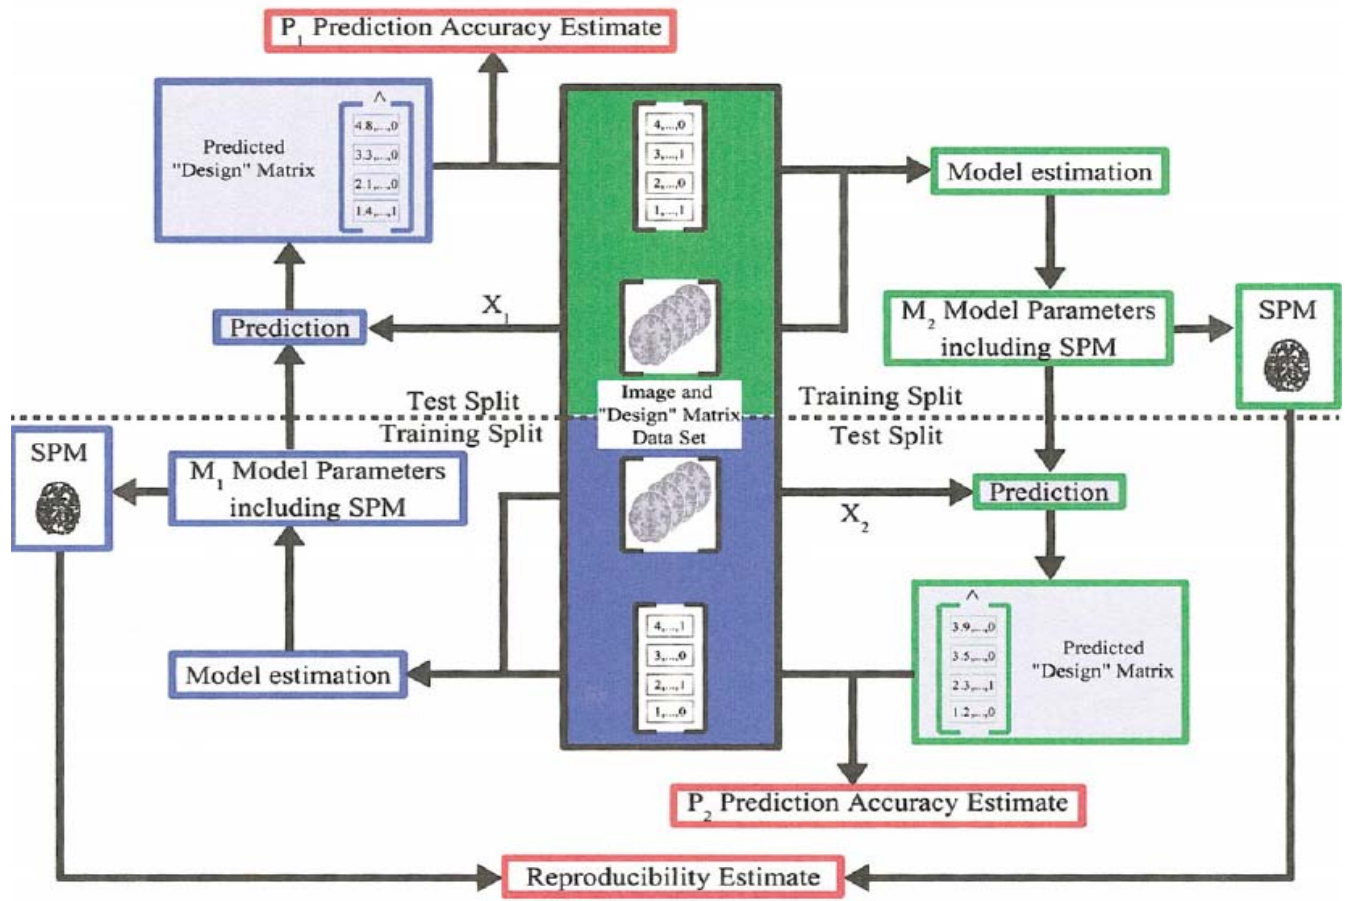 P1 Prediction Accuracy Estimate
^
4.8,...,0
3.3,...,0
2.1,...,0
1.4,...,1
Predicted
"Design" Matrix
4,...,0
3,...,1
2,...,0
1,...,1
Model estimation
M2 Model Parameters
including SPM
SPM
Prediction
X1
Image and
"Design" Matrix
Data Set
Test Split
Training Split
Training Split
Test Split
SPM
M1 Model Parameters
including SPM
Prediction
X2
Model estimation
4,...,1
3,...,0
2,...,1
1,...,0
^
3.9,...,0
3.5,...,0
2.3,...,1
1.2,...,0
Predicted
"Design" Matrix
P2 Prediction Accuracy Estimate
Reproducibility Estimate